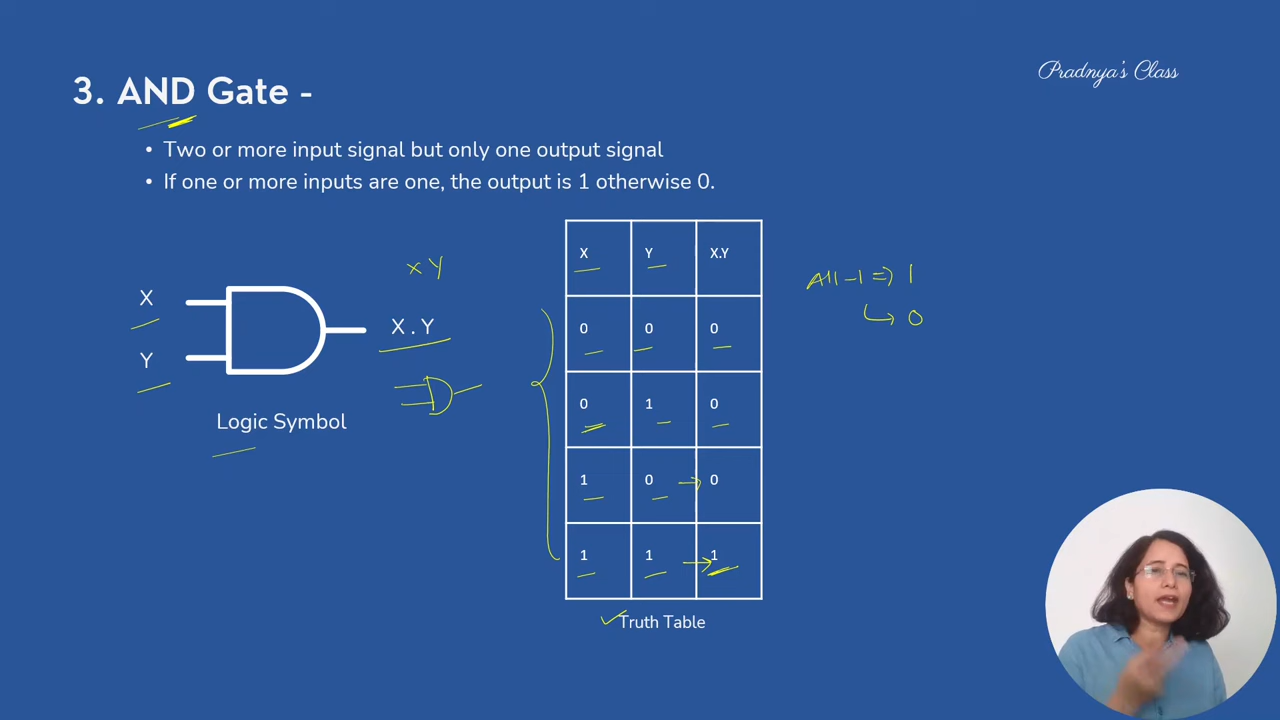 Pradnya's Class
3. AND Gate -
• Two or more input signal but only one output signal
• If one or more inputs are one, the output is 1 otherwise 0.
X
Y
XY
X . Y
Logic Symbol
X Y X.Y
0 0 0
0 1 0
1 0 → 0
1 1 → 1
Truth Table
All - 1 => 1
↳ 0